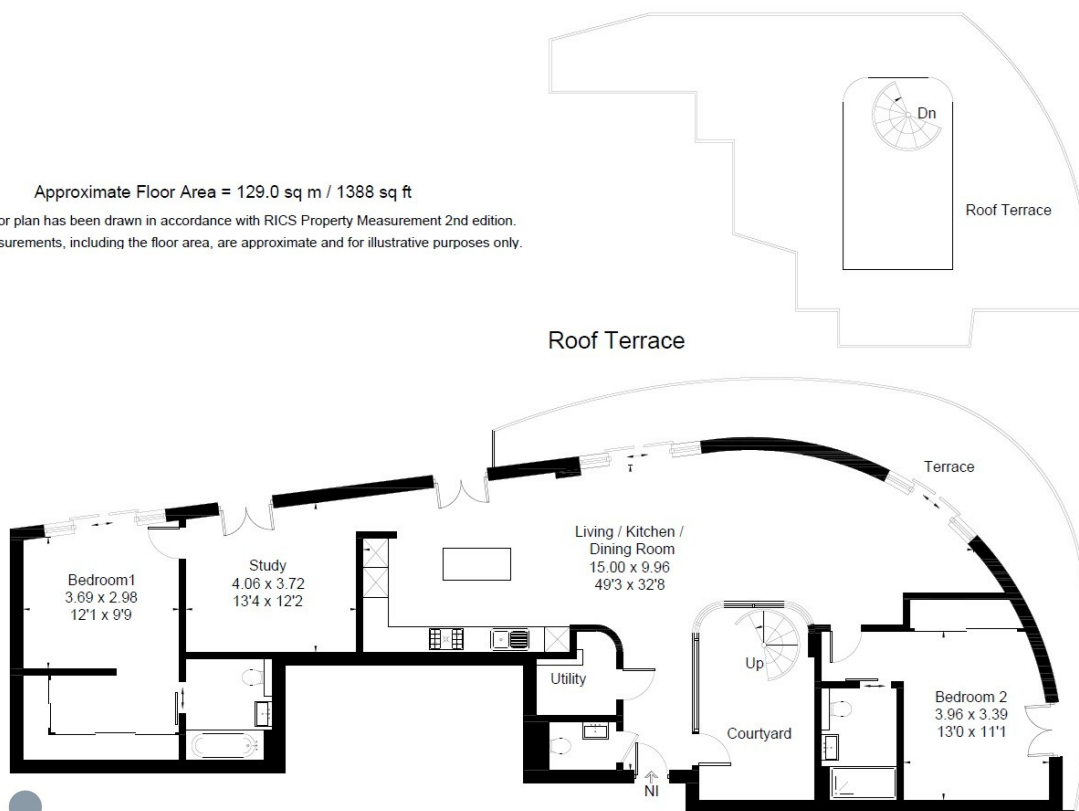 Dn
Approximate Floor Area = 129.0 sq m / 1388 sq ft
Roof Terrace
or plan has been drawn in accordance with RICS Property Measurement 2nd edition.
surements, including the floor area, are approximate and for illustrative purposes only.
Roof Terrace
Terrace
Living / Kitchen /
Dining Room
15.00 x 9.96
49'3 x 32'8
Study
4.06 x 3.72
13'4 x 12'2
Bedroom1
3.69 x 2.98
12'1 x 9'9
Utility
Up
Courtyard
Bedroom 2
3.96 x 3.39
13'0 x 11'1
NI